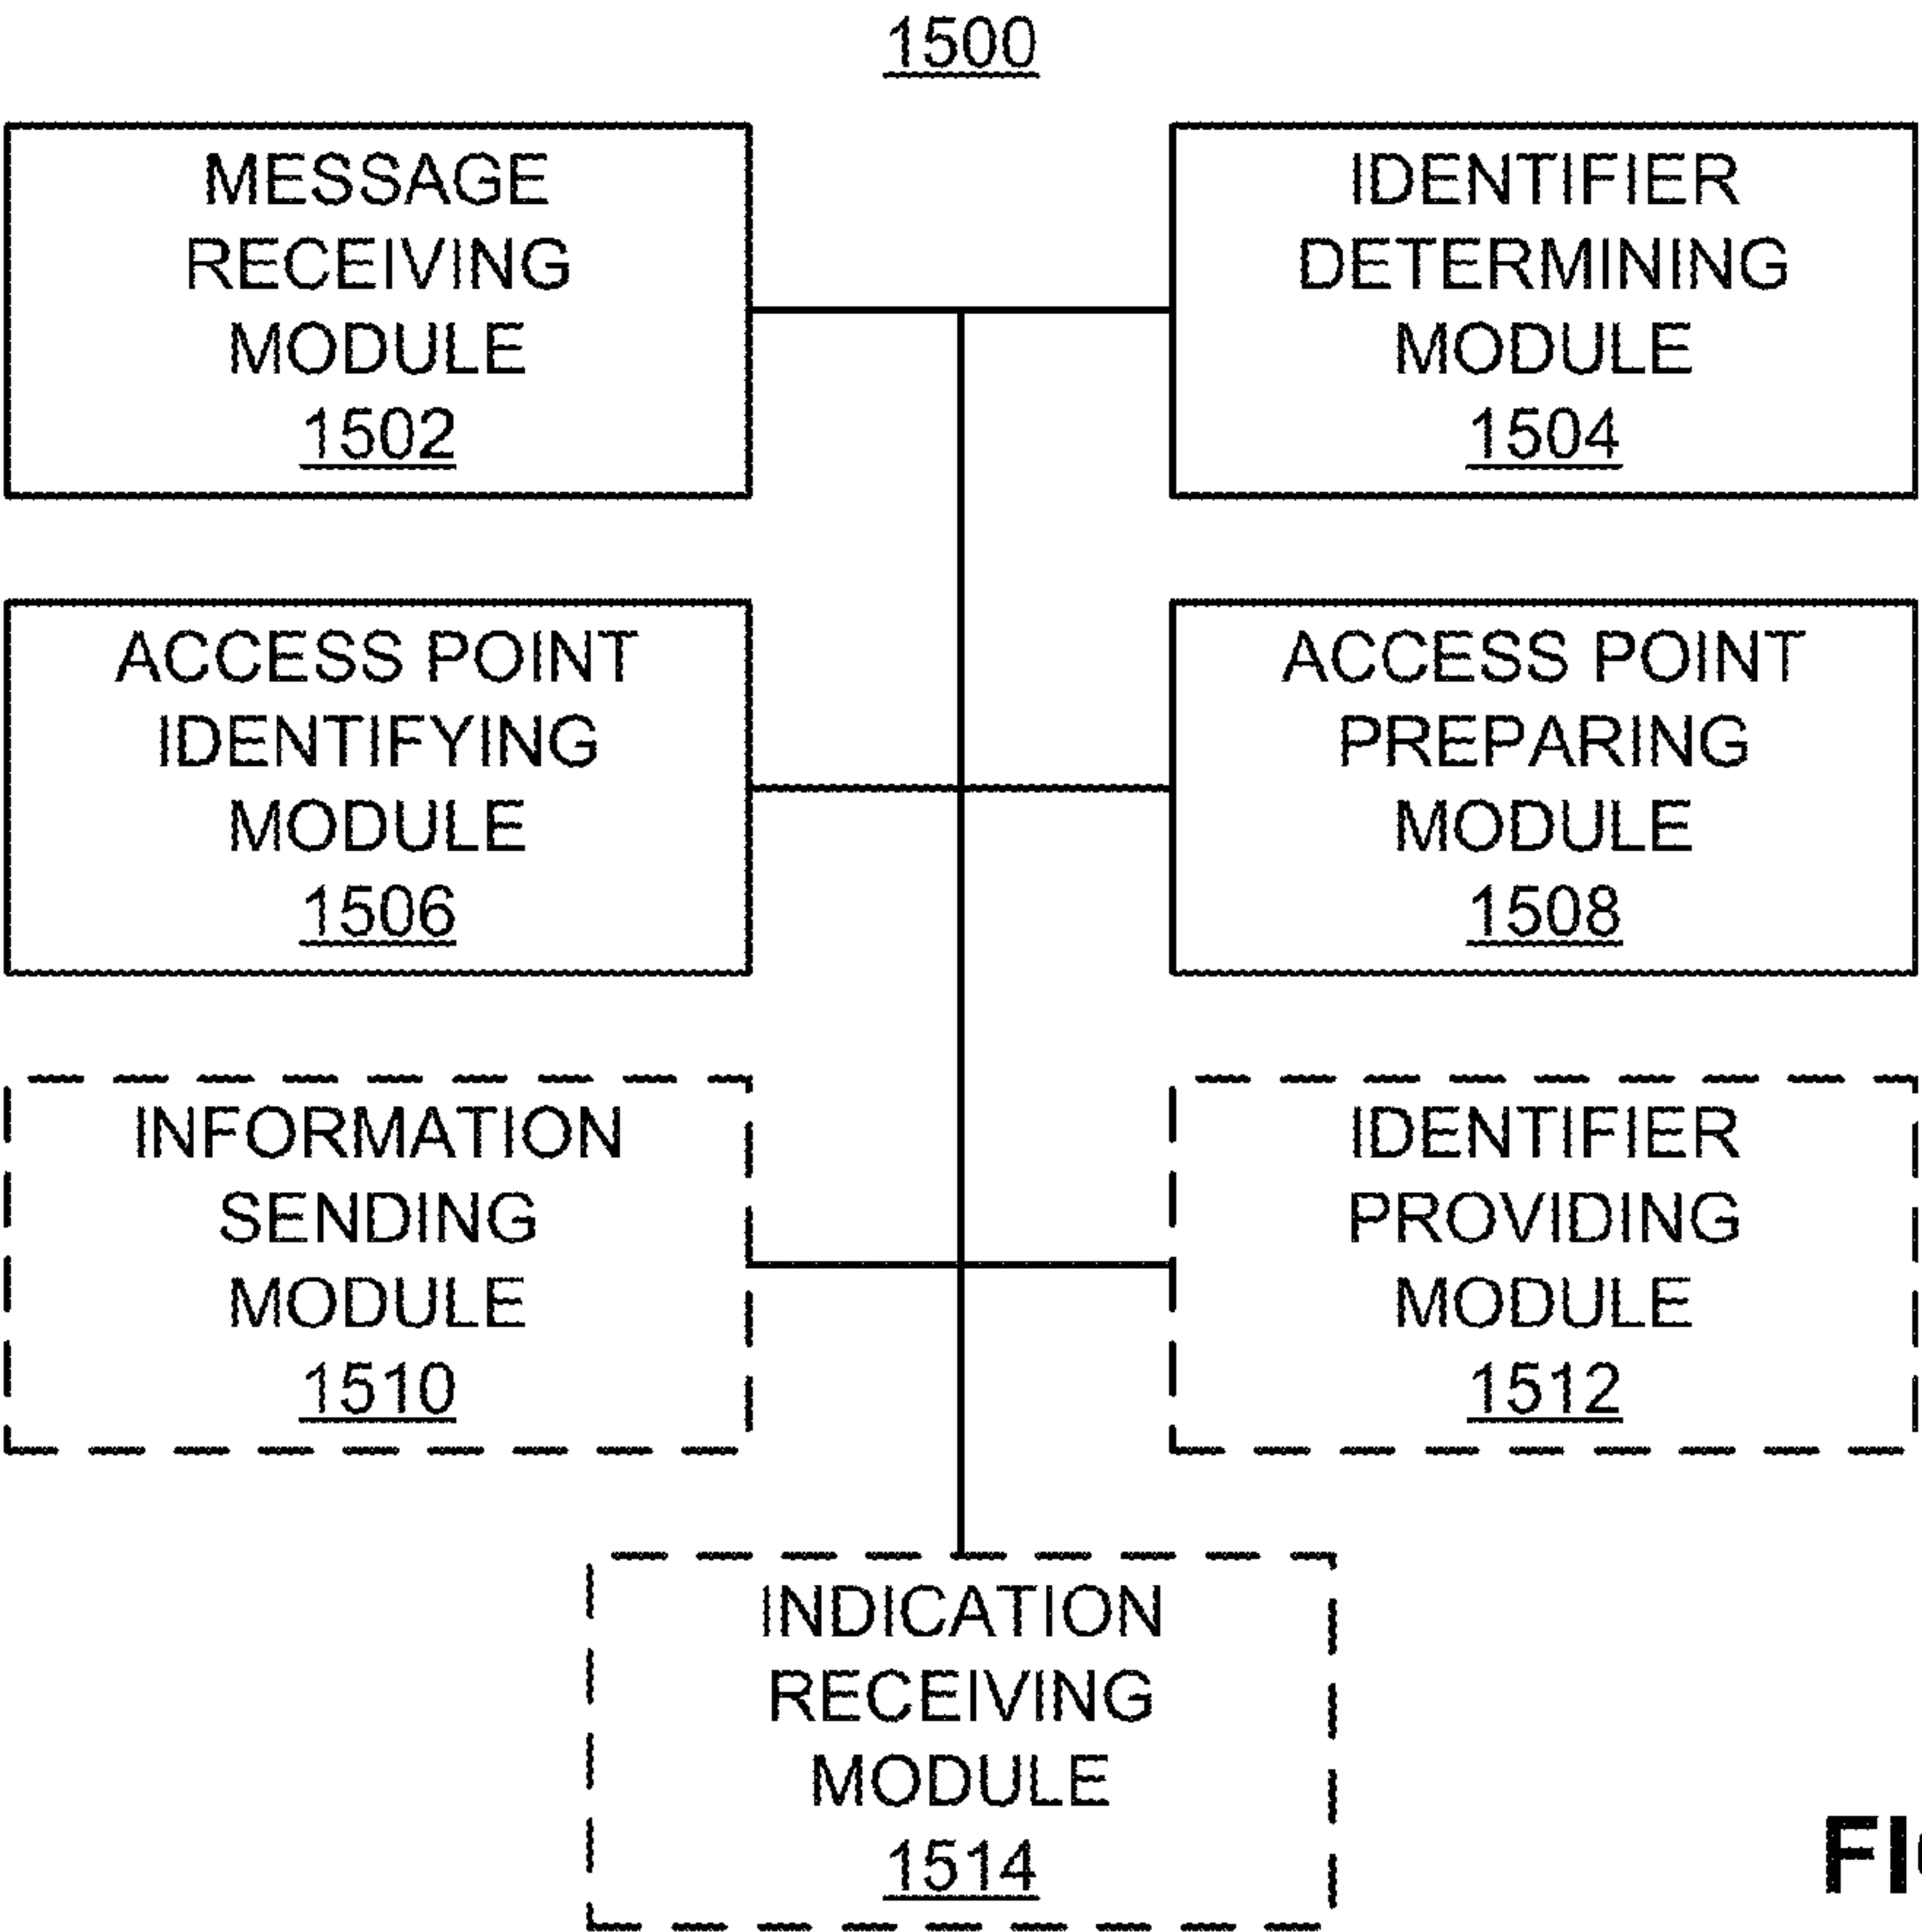 1500
MESSAGE
RECEIVING
MODULE
1502
IDENTIFIER
DETERMINING
MODULE
1504
ACCESS POINT
IDENTIFYING
MODULE
1506
ACCESS POINT
PREPARING
MODULE
1508
INFORMATION
SENDING
MODULE
1510
IDENTIFIER
PROVIDING
MODULE
1512
INDICATION
RECEIVING
MODULE
1514